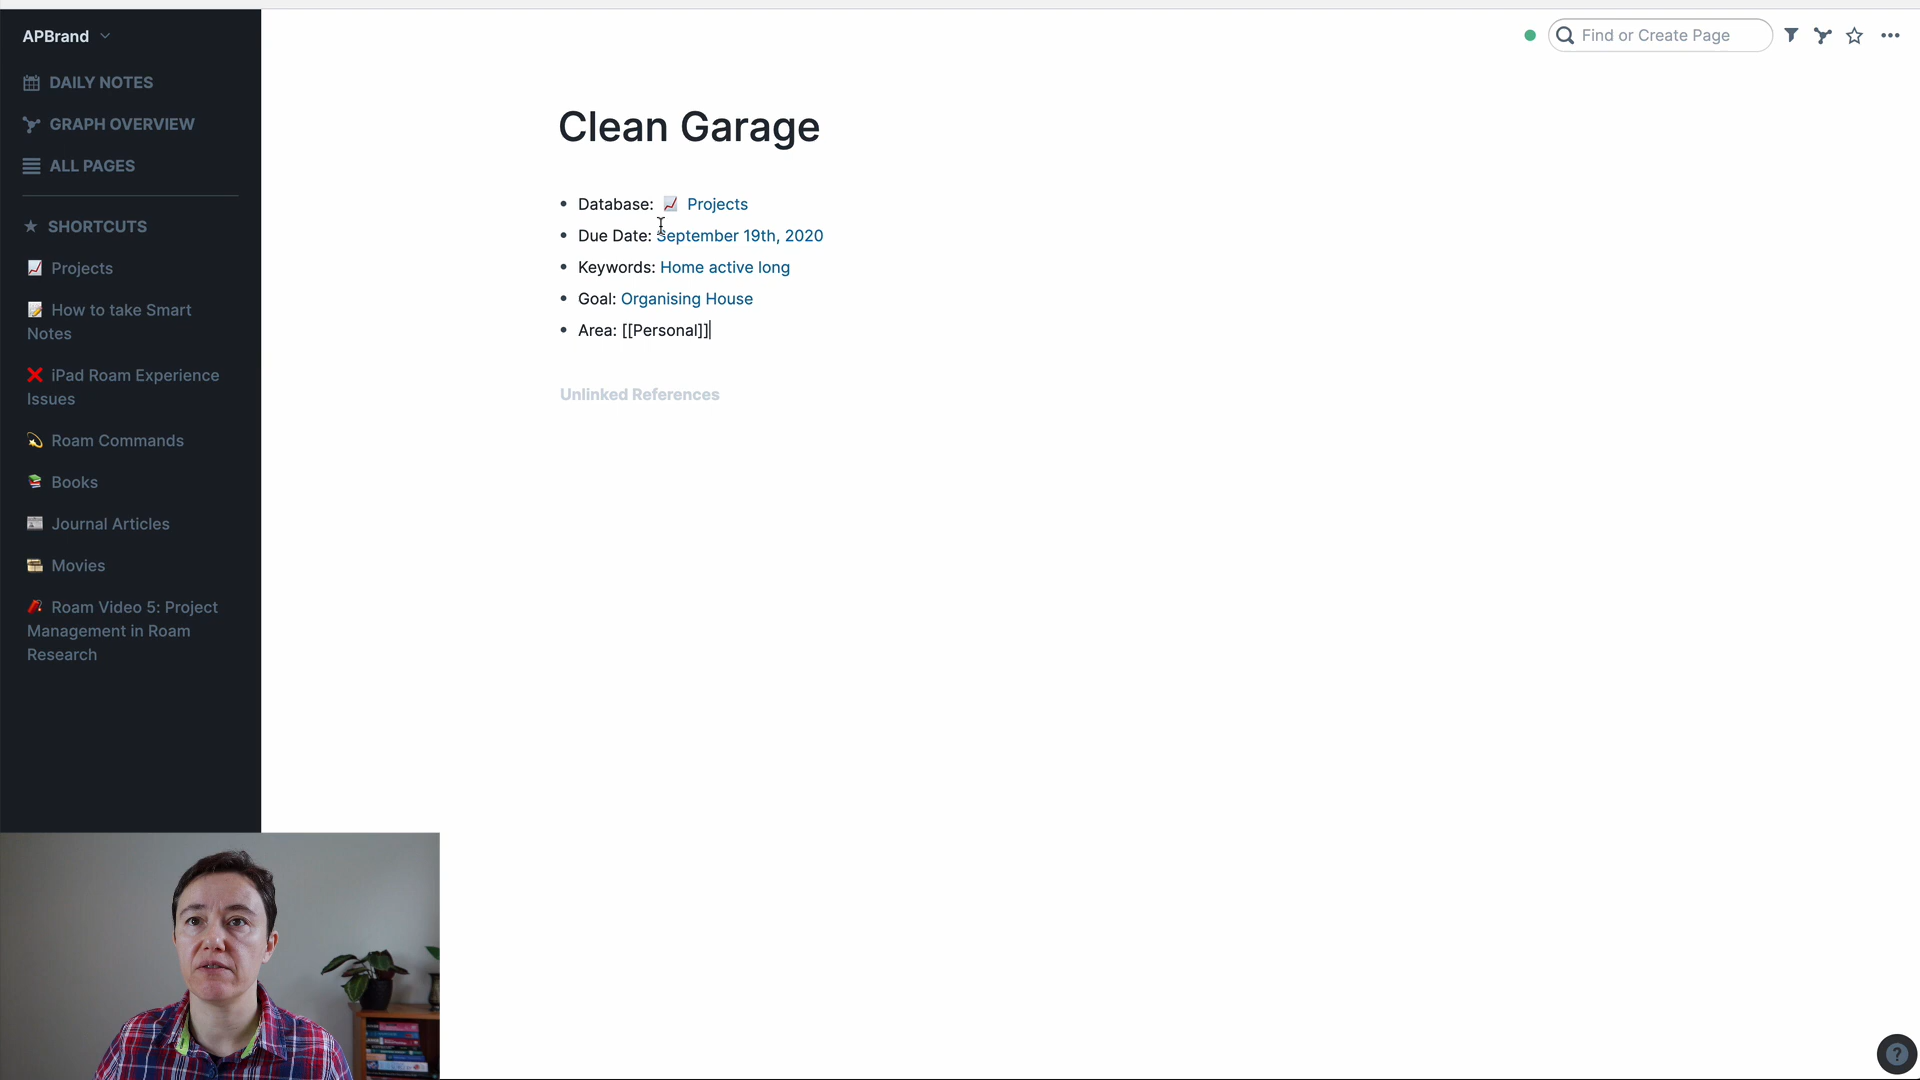 APBrand
DAILY NOTES
GRAPH OVERVIEW
ALL PAGES
SHORTCUTS
Projects
How to take Smart
Notes
iPad Roam Experience
Issues
Roam Commands
Books
Journal Articles
Movies
Roam Video 5: Project
Management in Roam
Research
Find or Create Page
Clean Garage
• Database: Projects
• Due Date: September 19th, 2020
• Keywords: Home active long
• Goal: Organising House
• Area: [[Personal]]
Unlinked References
?